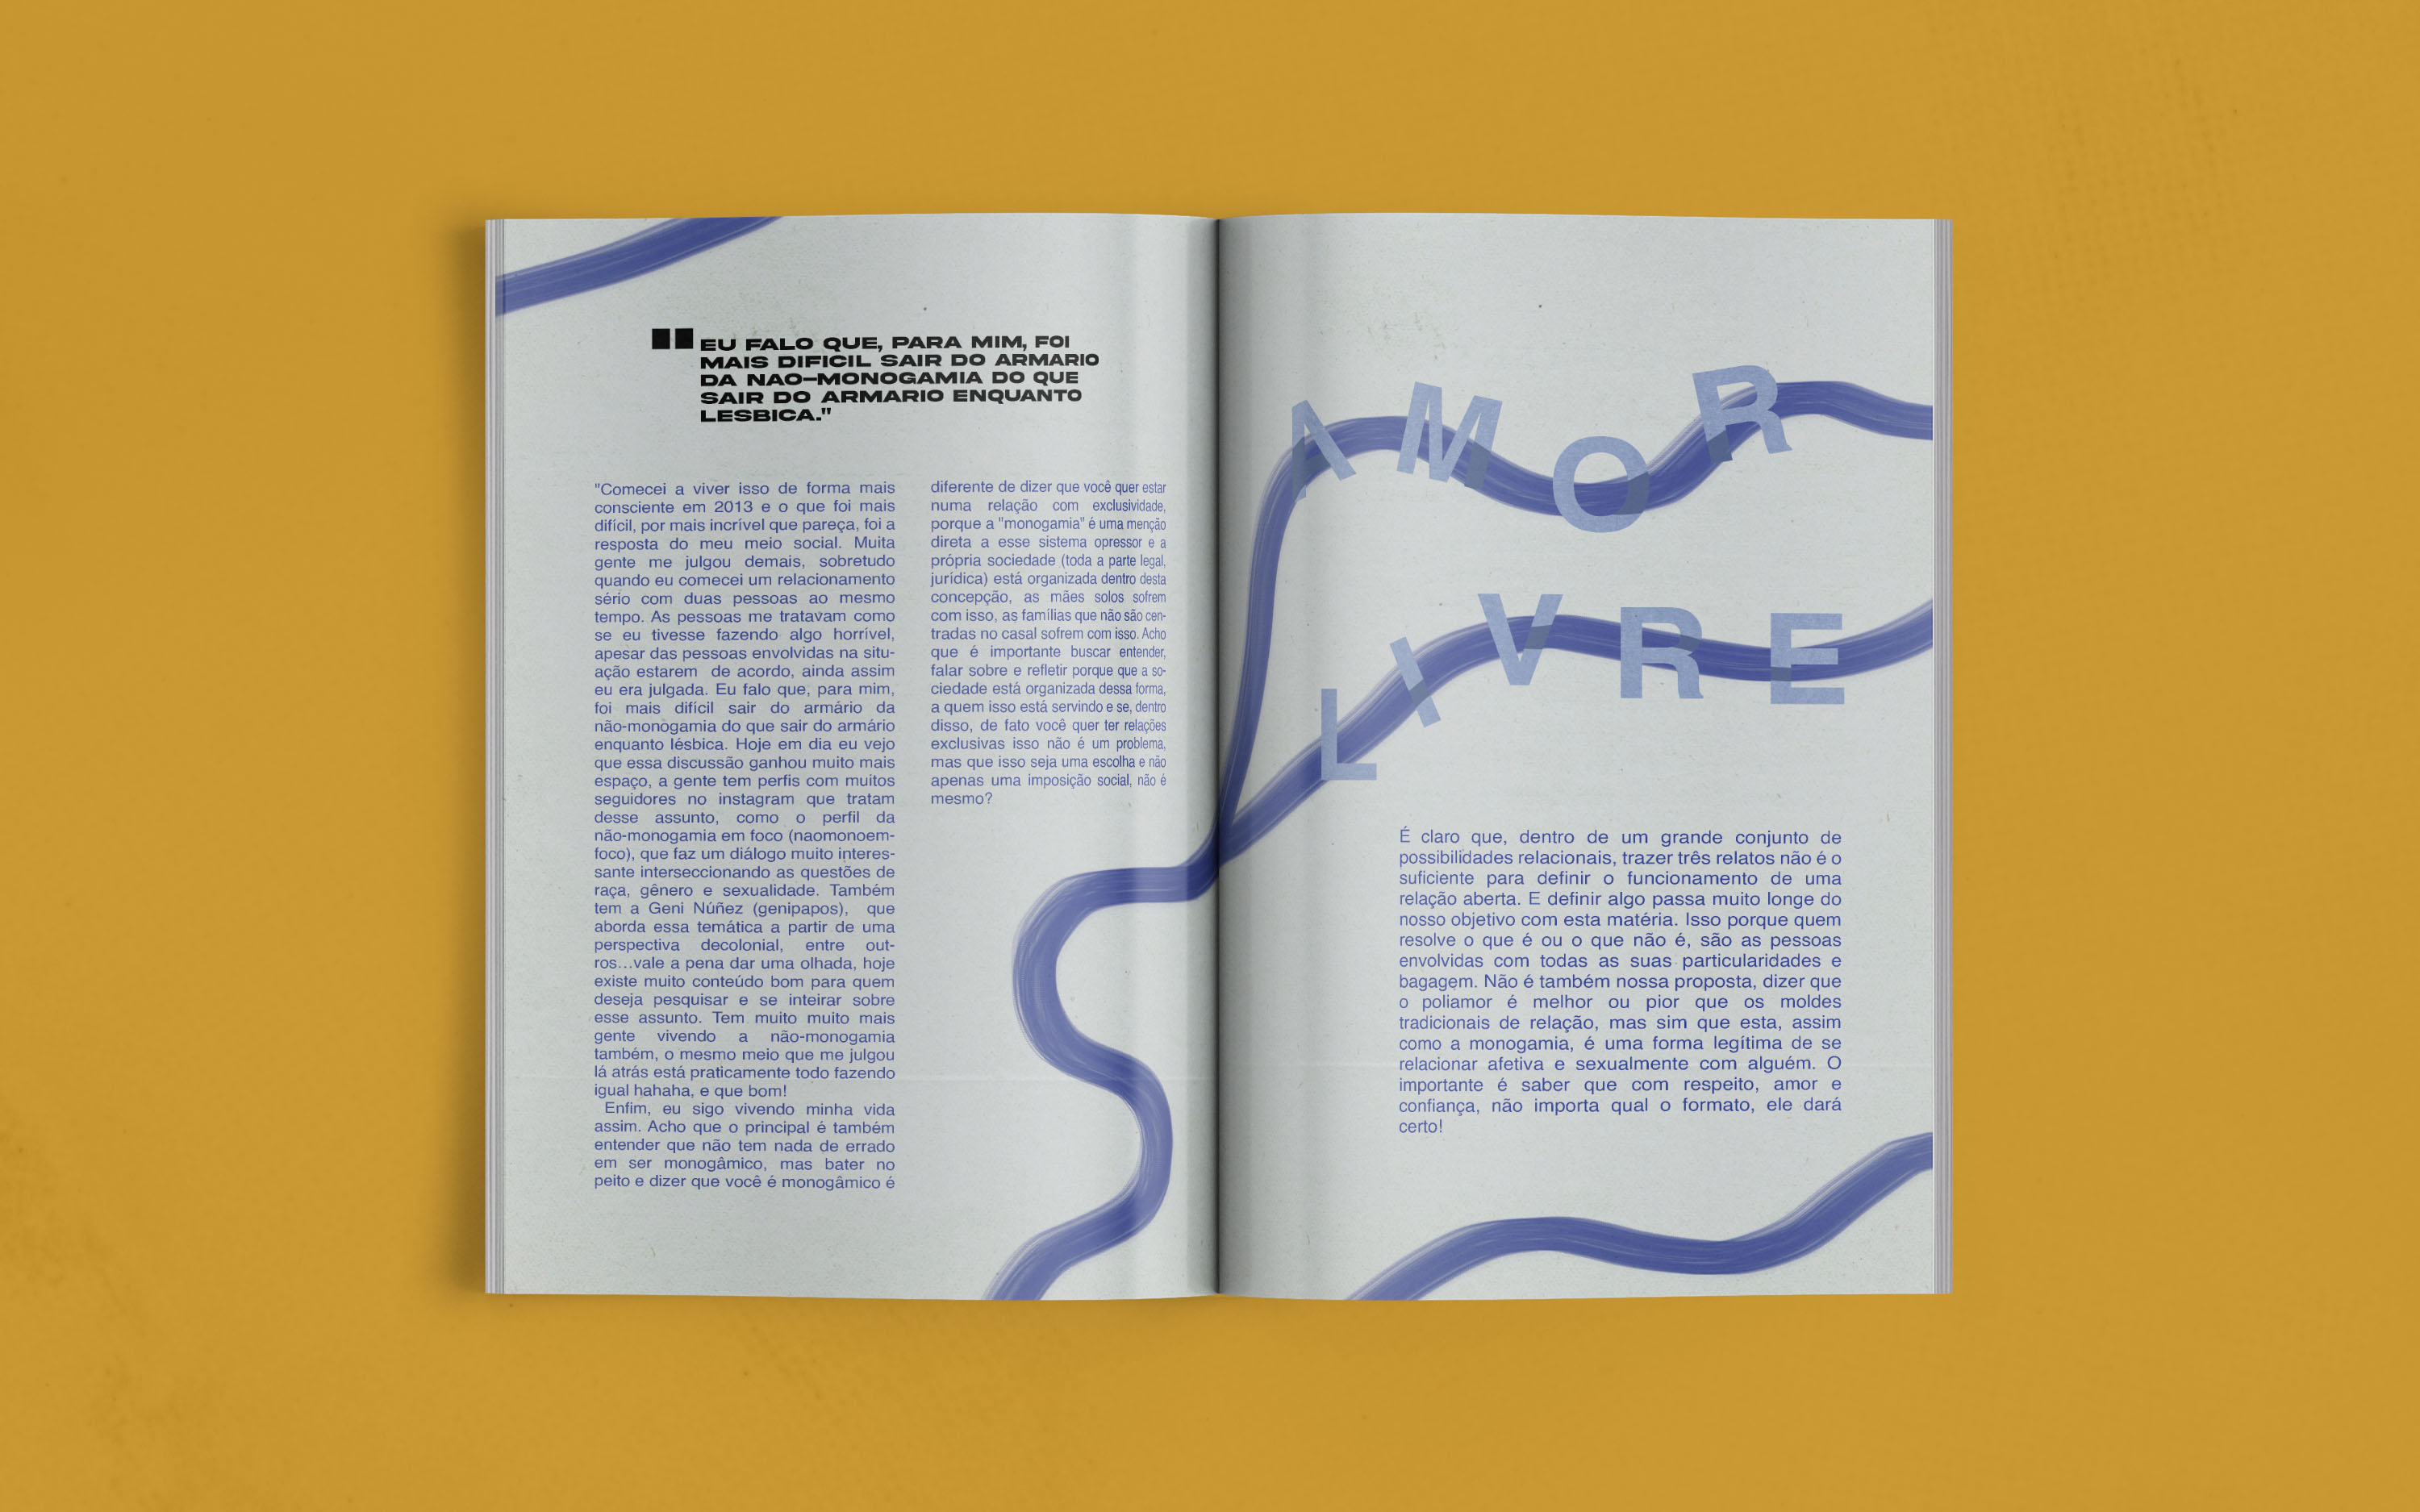 EU FALO QUE, PARA MIM, FOI
MAIS DIFICIL SAIR DO ARMARIO
DA NAO-MONOGAMIA DO QUE
SAIR DO ARMARIO ENQUANTO
LESBICA."
"Comecei a viver isso de forma mais
consciente em 2013 e o que foi mais
difícil, por mais incrível que pareça, foi a
resposta do meu meio social. Muita
gente me julgou demais, sobretudo
quando eu comecei um relacionamento
sério com duas pessoas ao mesmo
tempo. As pessoas me tratavam como
se eu tivesse fazendo algo horrível,
apesar das pessoas envolvidas na situ-
ação estarem de acordo, ainda assim
eu era julgada. Eu falo que, para mim,
foi mais difícil sair do armário da
não-monogamia do que sair do armário
enquanto lésbica. Hoje em dia eu vejo
que essa discussão ganhou muito mais
espaço, a gente tem perfis com muitos
seguidores no instagram que tratam
desse assunto, como o perfil da
não-monogamia em foco (naomonoem-
foco), que faz um diálogo muito interes-
sante interseccionando as questões de
raça, gênero e sexualidade. Também
tem a Geni Núñez (genipapos), que
aborda essa temática a partir de uma
perspectiva decolonial, entre out-
ros...vale a pena dar uma olhada, hoje
existe muito conteúdo bom para quem
deseja pesquisar e se inteirar sobre
esse assunto. Tem muito muito mais
gente vivendo a não-monogamia
também, o mesmo meio que me julgou
lá atrás está praticamente todo fazendo
igual hahaha, e que bom!
Enfim, eu sigo vivendo minha vida
assim. Acho que o principal é também
entender que não tem nada de errado
em ser monogâmico, mas bater no
peito e dizer que você é monogâmico é
diferente de dizer que você quer estar
numa relação com exclusividade,
porque a "monogamia" é uma menção
direta a esse sistema opressor e a
própria sociedade (toda a parte legal,
jurídica) está organizada dentro desta
concepção, as mães solos sofrem
com isso, as famílias que não são cen-
tradas no casal sofrem com isso. Acho
que é importante buscar entender,
falar sobre e refletir porque que a so-
ciedade está organizada dessa forma,
a quem isso está servindo e se, dentro
disso, de fato você quer ter relações
exclusivas isso não é um problema,
mas que isso seja uma escolha e não
apenas uma imposição social, não é
mesmo?
AMOR
LIVRE
É claro que, dentro de um grande conjunto de
possibilidades relacionais, trazer três relatos não é o
suficiente para definir o funcionamento de uma
relação aberta. E definir algo passa muito longe do
nosso objetivo com esta matéria. Isso porque quem
resolve o que é ou o que não é, são as pessoas
envolvidas com todas as suas particularidades e
bagagem. Não é também nossa proposta, dizer que
o poliamor é melhor ou pior que os moldes
tradicionais de relação, mas sim que esta, assim
como a monogamia, é uma forma legítima de se
relacionar afetiva e sexualmente com alguém. O
importante é saber que com respeito, amor e
confiança, não importa qual o formato, ele dará
certo!